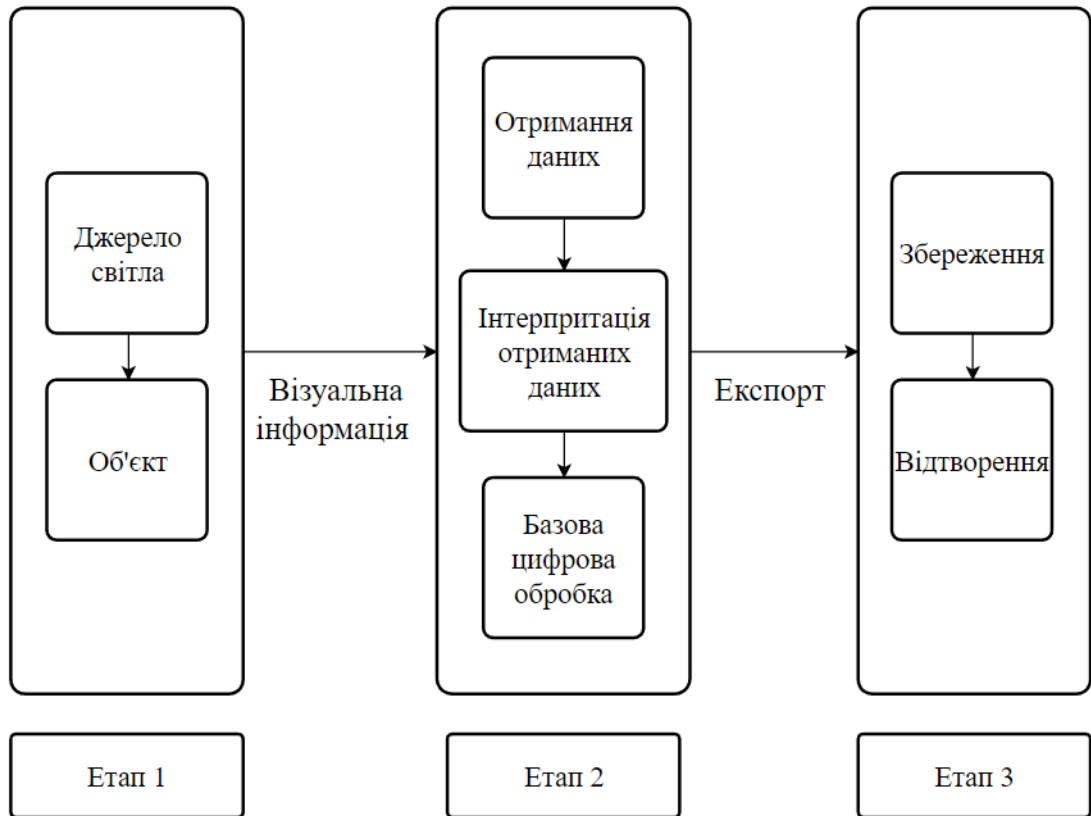 Джерело
світла
Об'єкт
Візуальна
інформація
Отримання
даних
Інтерпритація
отриманих
даних
Базова
цифрова
обробка
Експорт
Збереження
Відтворення
Етап 1
Етап 2
Етап 3